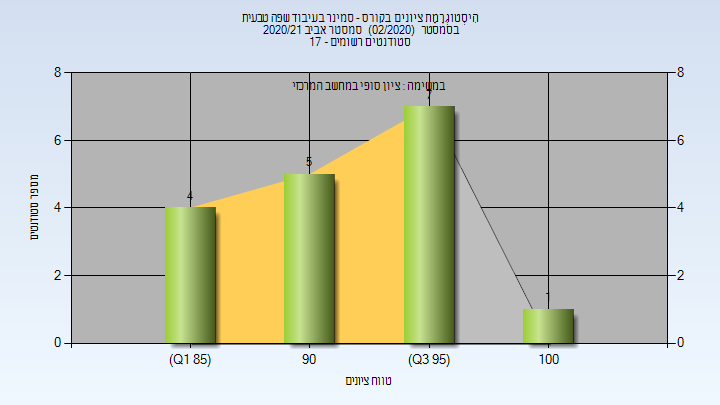 הִיסְטוֹגְרָמַת ציונים בקורס - סמינר בעיבוד שפה טבעית
בסמסטר (02/2020) סמסטר אביב 2020/21
סטודנטים רשומים - 17
במשימה : ציון סופי במחשב המרכזי
מספר סטודנטים
8
6
4
2
0
8
6
4
2
0
4
5
7
1
(Q1 85)
90
(Q3 95)
100
טווח ציונים